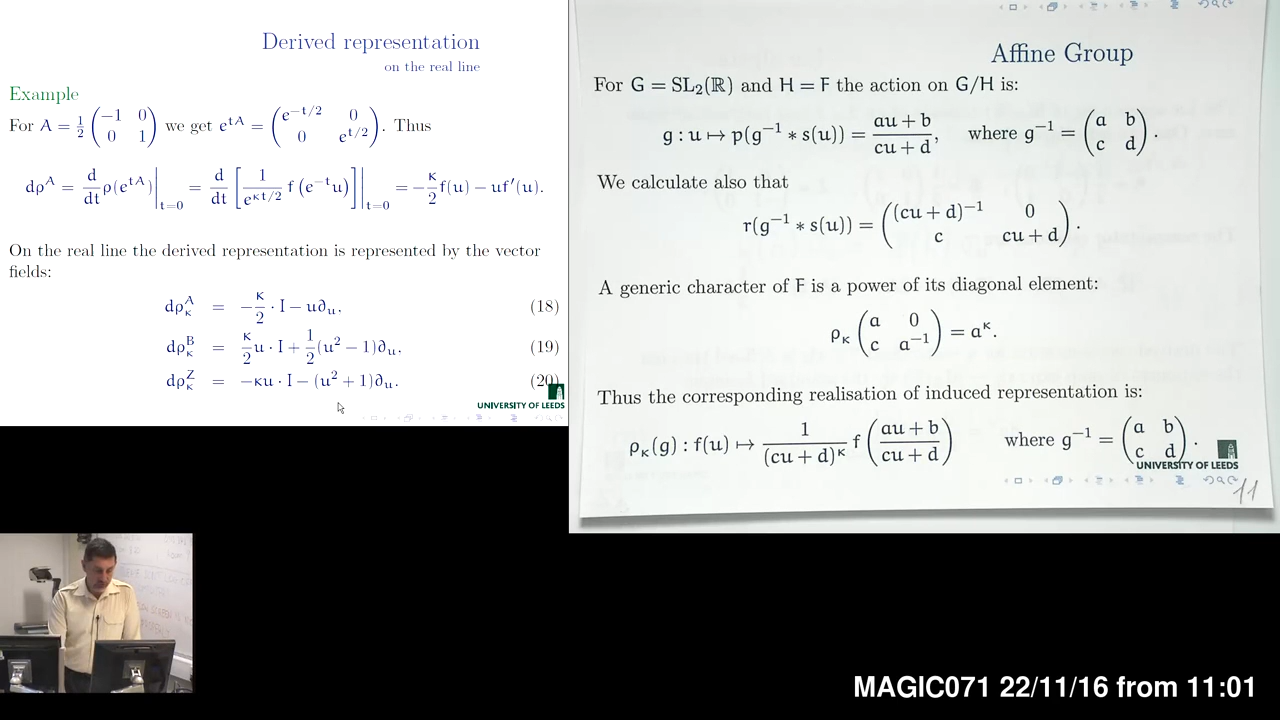 Derived representation
on the real line
Example
For A = ½ (−1 0; 0 1) we get e^{tA} = (e^{−t/2} 0; 0 e^{t/2}). Thus
dρ^A = d/dt ρ(e^{tA})|_{t=0} = d/dt [1/e^{κt/2} f(e^{−t}u)]|_{t=0} = −κ/2 f(u) − uf′(u).
On the real line the derived representation is represented by the vector
fields:
dρ_κ^A = −κ/2 · I − u∂_u, (18)
dρ_κ^B = κ/2 u · I + 1/2 (u² − 1)∂_u, (19)
dρ_κ^Z = −κu · I − (u² + 1)∂_u. (20)
UNIVERSITY OF LEEDS
Affine Group
For G = SL₂(ℝ) and H = F the action on G/H is:
g : u ↦ p(g⁻¹ * s(u)) = (au + b)/(cu + d), where g⁻¹ = (a b; c d).
We calculate also that
r(g⁻¹ * s(u)) = ((cu + d)⁻¹ 0; c cu + d).
A generic character of F is a power of its diagonal element:
ρ_κ (a 0; c a⁻¹) = a^κ.
Thus the corresponding realisation of induced representation is:
ρ_κ(g) : f(u) ↦ 1/(cu + d)^κ f((au + b)/(cu + d)) where g⁻¹ = (a b; c d).
UNIVERSITY OF LEEDS
11
MAGIC071 22/11/16 from 11:01